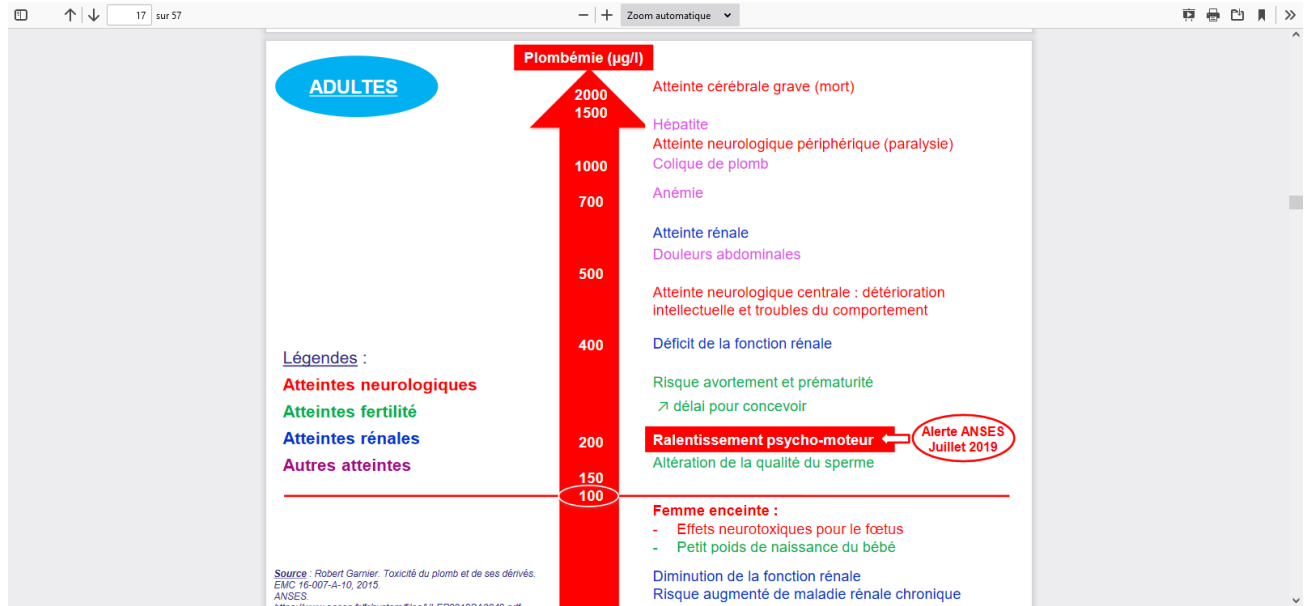 17 sur 57
Zoom automatique
ADULTES
Plombémie (µg/l)
2000
Atteinte cérébrale grave (mort)
1500
Hépatite
Atteinte neurologique périphérique (paralysie)
1000
Colique de plomb
Anémie
700
Atteinte rénale
Douleurs abdominales
500
Atteinte neurologique centrale : détérioration
intellectuelle et troubles du comportement
400
Déficit de la fonction rénale
Légendes :
Atteintes neurologiques
Atteintes fertilité
Atteintes rénales
Autres atteintes
Risque avortement et prématurité
↗ délai pour concevoir
200
Ralentissement psycho-moteur
Alerte ANSES
Juillet 2019
Altération de la qualité du sperme
150
100
Femme enceinte :
- Effets neurotoxiques pour le fœtus
- Petit poids de naissance du bébé
Diminution de la fonction rénale
Risque augmenté de maladie rénale chronique
Source : Robert Garnier. Toxicité du plomb et de ses dérivés.
EMC 16-007-A-10, 2015.
ANSES.